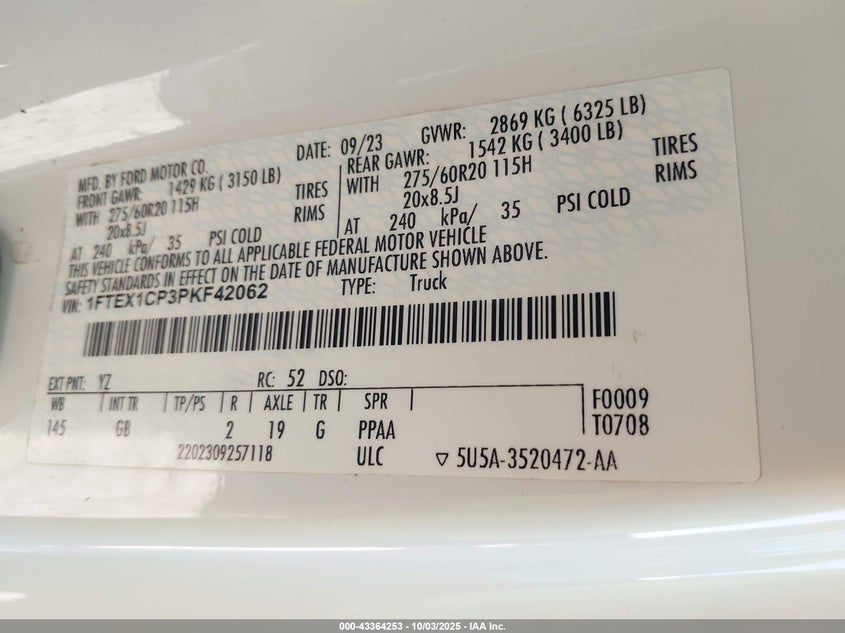 MFD. BY FORD MOTOR CO.
DATE: 09/23 GVWR: 2869 KG ( 6325 LB)
FRONT GAWR: 1429 KG ( 3150 LB)
REAR GAWR: 1542 KG ( 3400 LB)
WITH 275/60R20 115H TIRES
WITH 275/60R20 115H TIRES
20x8.5J RIMS
20x8.5J RIMS
AT 240 kPa/ 35 PSI COLD
AT 240 kPa/ 35 PSI COLD
THIS VEHICLE CONFORMS TO ALL APPLICABLE FEDERAL MOTOR VEHICLE
SAFETY STANDARDS IN EFFECT ON THE DATE OF MANUFACTURE SHOWN ABOVE.
VIN: 1FTEX1CP3PKF42062 TYPE: Truck
EXT PNT: YZ RC: 52 DSO:
WB INT TR TP/PS R AXLE TR SPR F0009
145 GB 2 19 G PPAA T0708
2202309257118 ULC ▽ 5U5A-3520472-AA
000-43364253 - 10/03/2025 - IAA Inc.